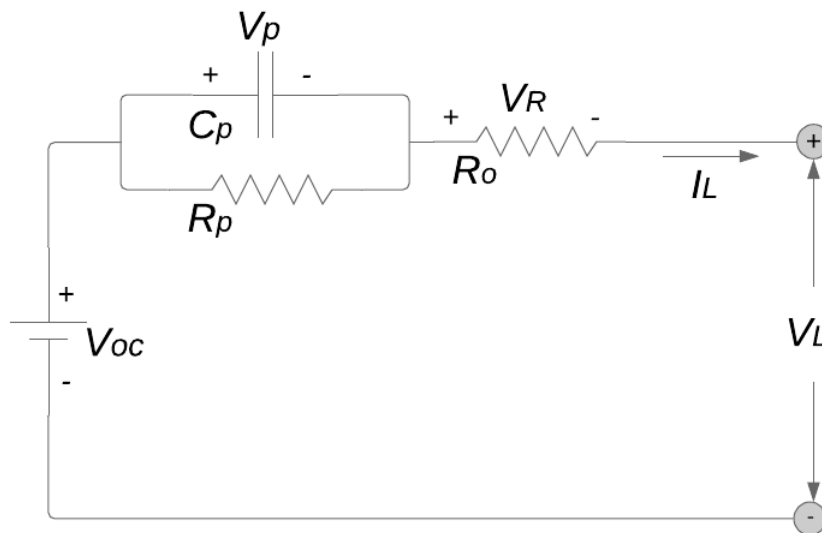 Vp
+ -
Cp
VR
+ -
Ro
+
IL
Rp
+
Voc
-
VL
-